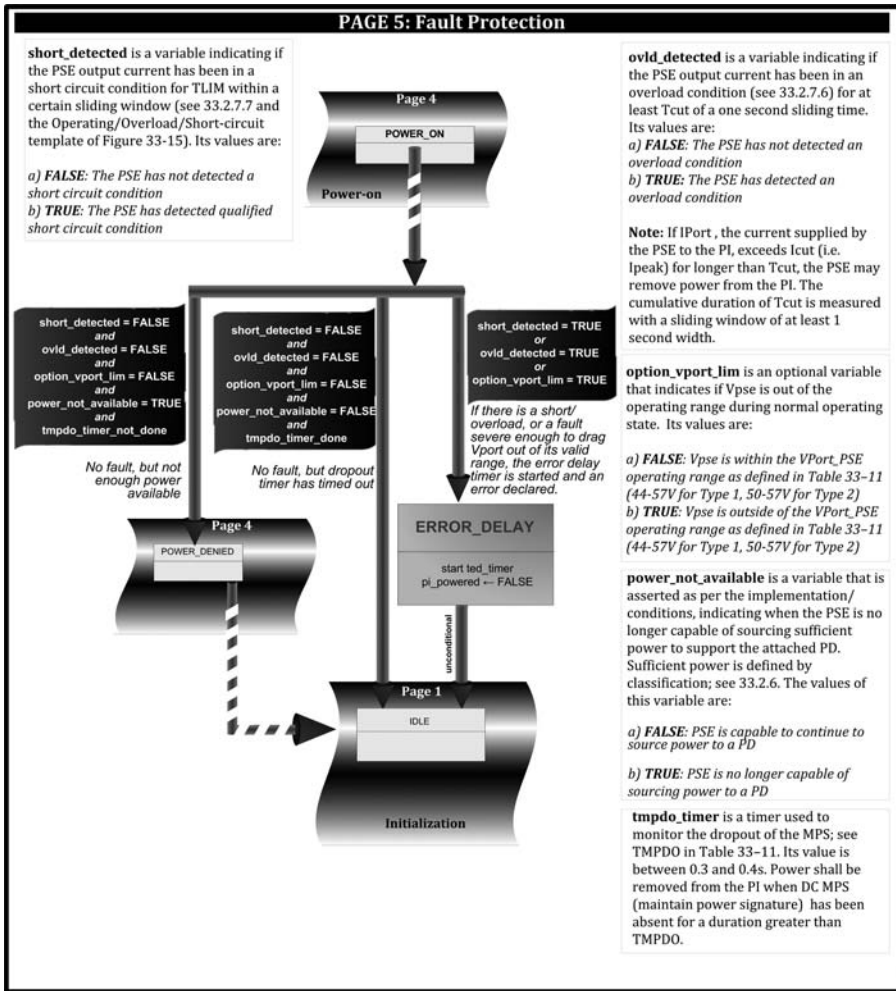 PAGE 5: Fault Protection
short_detected is a variable indicating if
the PSE output current has been in a
short circuit condition for TLIM within a
certain sliding window (see 33.2.7.7 and
the Operating/Overload/Short-circuit
template of Figure 33-15). Its values are:
a) FALSE: The PSE has not detected a
short circuit condition
b) TRUE: The PSE has detected qualified
short circuit condition
Page 4
POWER_ON
Power-on
short_detected = FALSE
and
ovld_detected = FALSE
and
option_vport_lim = FALSE
and
power_not_available = TRUE
and
tmpdo_timer_not_done
No fault, but not
enough power
available
short_detected = FALSE
and
ovld_detected = FALSE
and
option_vport_lim = FALSE
and
power_not_available = FALSE
and
tmpdo_timer_done
No fault, but dropout
timer has timed out
short_detected = TRUE
or
ovld_detected = TRUE
or
option_vport_lim = TRUE
If there is a short/
overload, or a fault
severe enough to drag
Vport out of its valid
range, the error delay
timer is started and an
error declared.
Page 4
POWER_DENIED
ERROR_DELAY
start ted_timer
pi_powered ← FALSE
unconditional
Page 1
IDLE
Initialization
ovld_detected is a variable indicating if
the PSE output current has been in an
overload condition (see 33.2.7.6) for at
least Tcut of a one second sliding time.
Its values are:
a) FALSE: The PSE has not detected an
overload condition
b) TRUE: The PSE has detected an
overload condition
Note: If IPort , the current supplied by
the PSE to the PI, exceeds Icut (i.e.
Ipeak) for longer than Tcut, the PSE may
remove power from the PI. The
cumulative duration of Tcut is measured
with a sliding window of at least 1
second width.
option_vport_lim is an optional variable
that indicates if Vpse is out of the
operating range during normal operating
state. Its values are:
a) FALSE: Vpse is within the VPort_PSE
operating range as defined in Table 33–11
(44-57V for Type 1, 50-57V for Type 2)
b) TRUE: Vpse is outside of the VPort_PSE
operating range as defined in Table 33–11
(44-57V for Type 1, 50-57V for Type 2)
power_not_available is a variable that is
asserted as per the implementation/
conditions, indicating when the PSE is no
longer capable of sourcing sufficient
power to support the attached PD.
Sufficient power is defined by
classification; see 33.2.6. The values of
this variable are:
a) FALSE: PSE is capable to continue to
source power to a PD
b) TRUE: PSE is no longer capable of
sourcing power to a PD
tmpdo_timer is a timer used to
monitor the dropout of the MPS; see
TMPDO in Table 33–11. Its value is
between 0.3 and 0.4s. Power shall be
removed from the PI when DC MPS
(maintain power signature) has been
absent for a duration greater than
TMPDO.